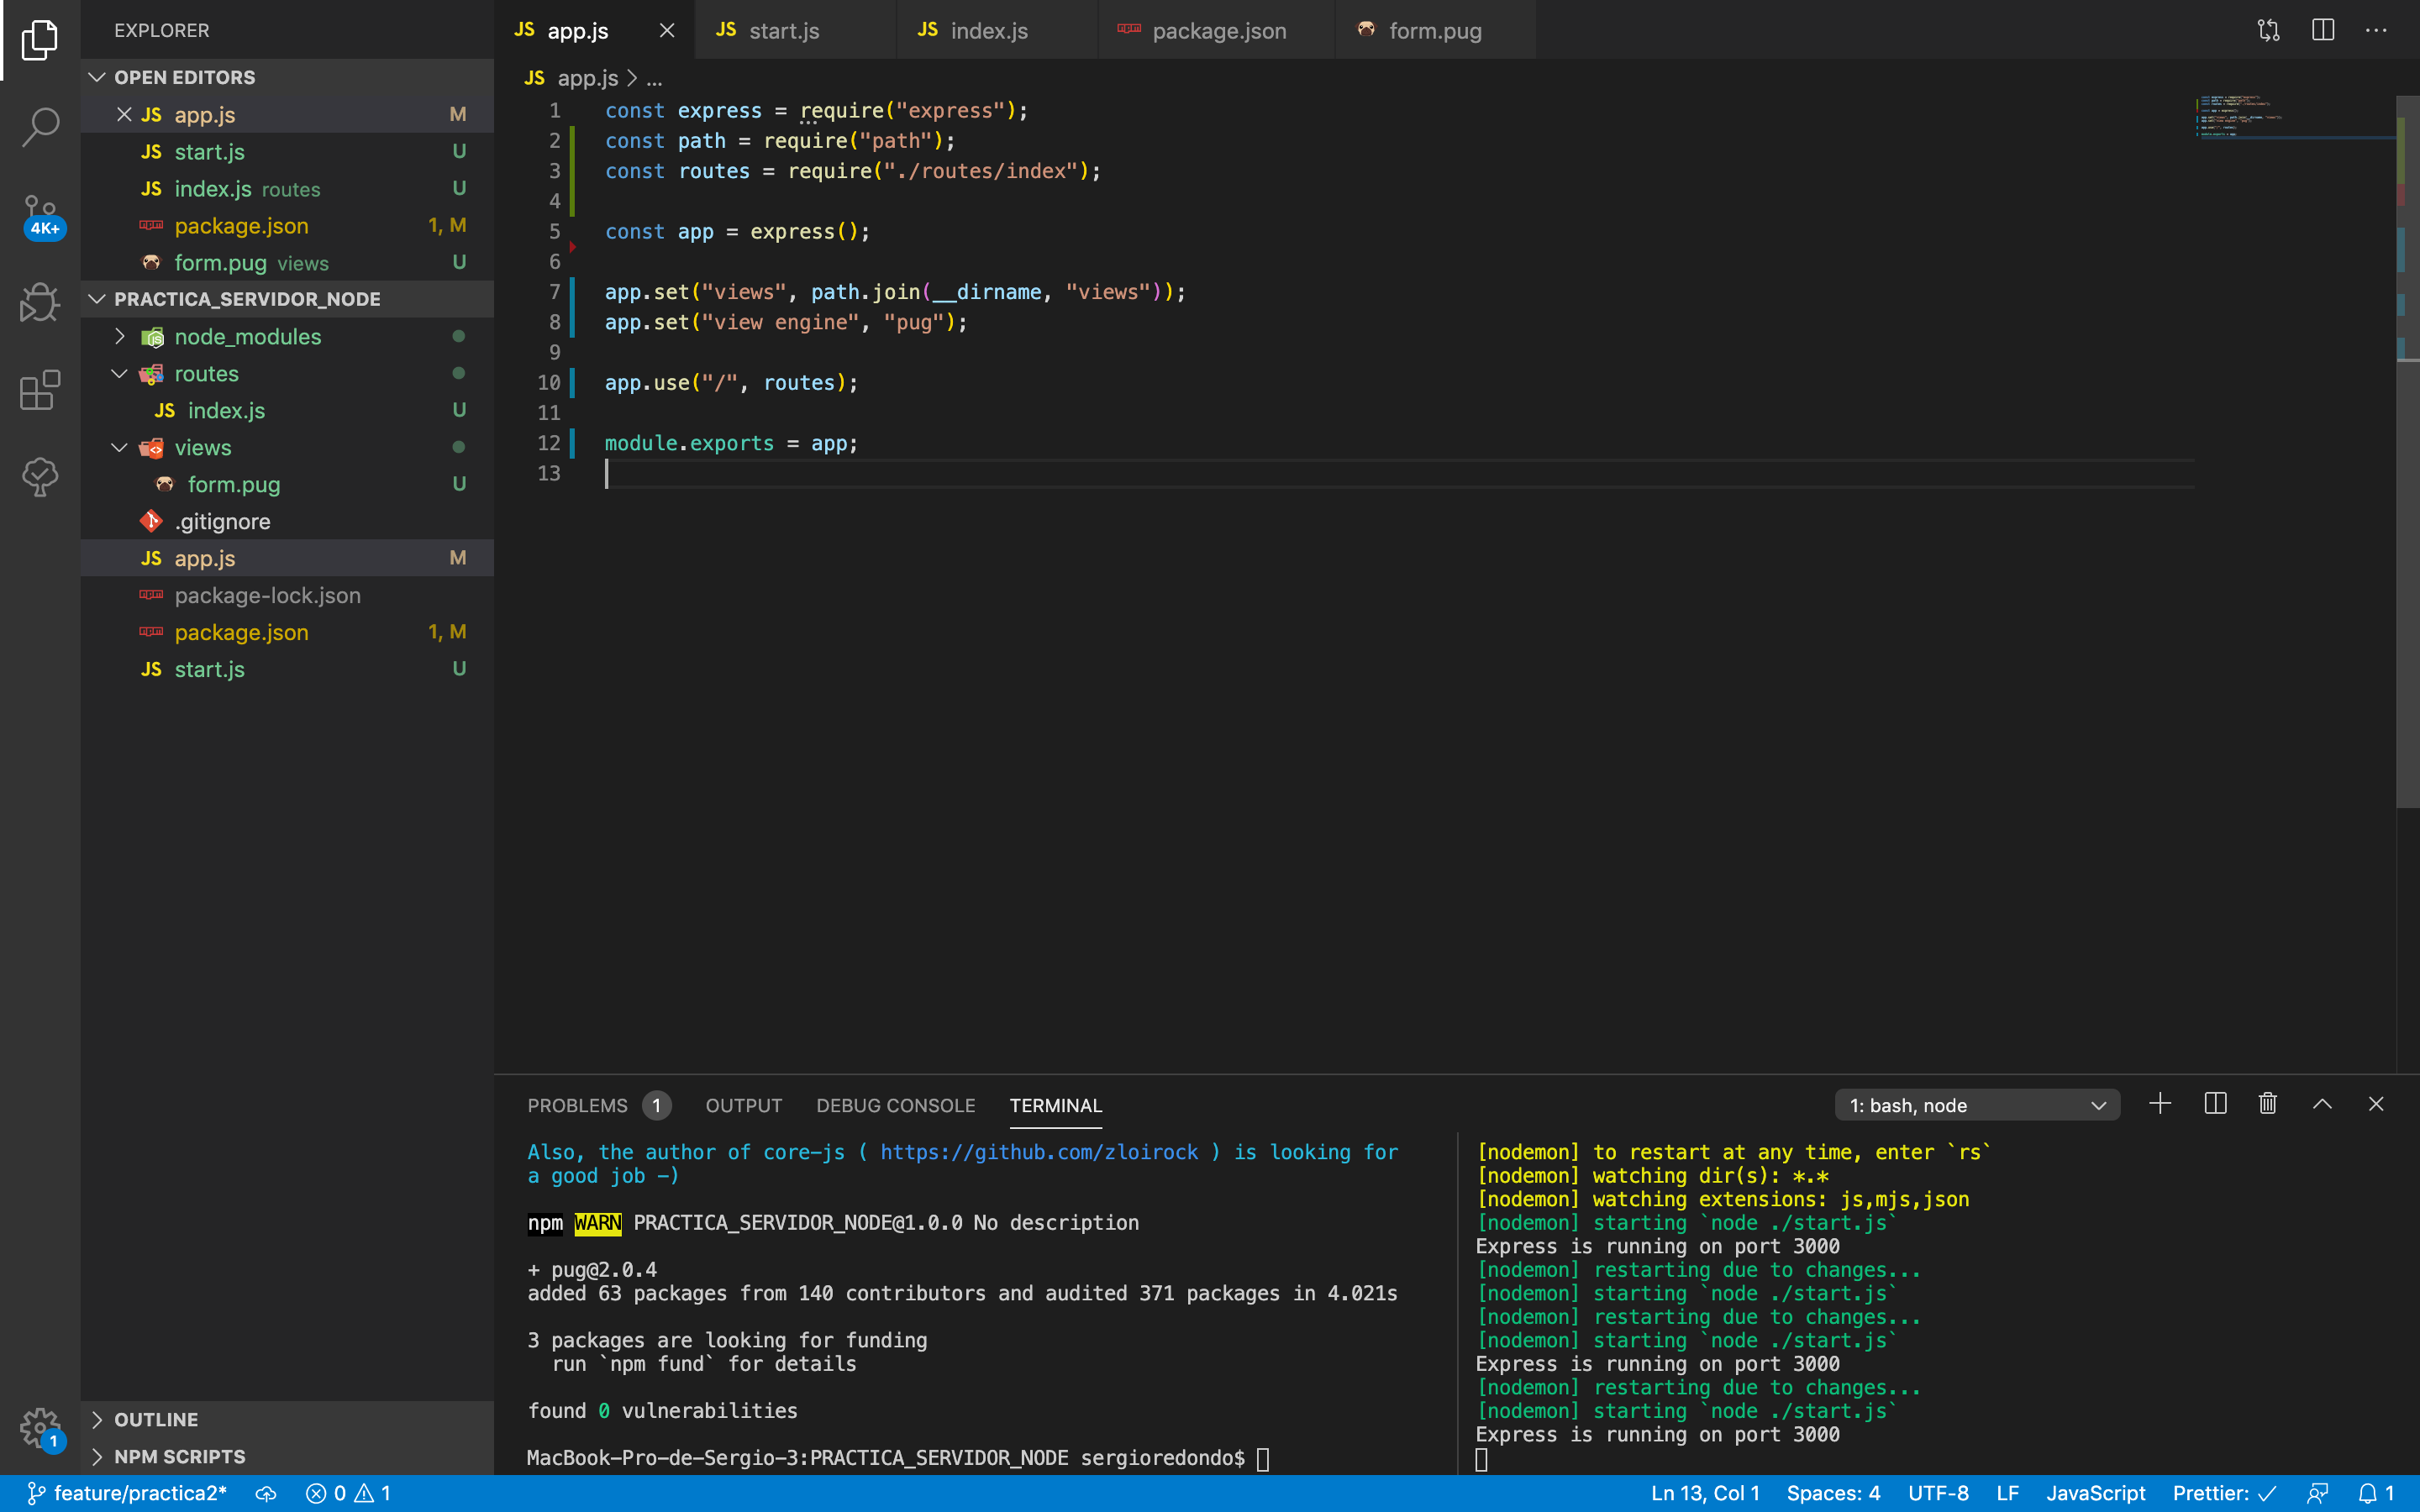 EXPLORER
OPEN EDITORS
JS app.js M
JS start.js U
JS index.js routes U
package.json 1, M
form.pug views U
PRACTICA_SERVIDOR_NODE
node_modules
routes
JS index.js U
views
form.pug U
.gitignore
JS app.js M
package-lock.json
package.json 1, M
JS start.js U
OUTLINE
NPM SCRIPTS
4K+
1
JS app.js
JS start.js
JS index.js
package.json
form.pug
JS app.js > ...
1 const express = require("express");
2 const path = require("path");
3 const routes = require("./routes/index");
4
5 const app = express();
6
7 app.set("views", path.join(__dirname, "views"));
8 app.set("view engine", "pug");
9
10 app.use("/", routes);
11
12 module.exports = app;
13
PROBLEMS 1 OUTPUT DEBUG CONSOLE TERMINAL
1: bash, node
Also, the author of core-js ( https://github.com/zloirock ) is looking for
a good job -)
npm WARN PRACTICA_SERVIDOR_NODE@1.0.0 No description
+ pug@2.0.4
added 63 packages from 140 contributors and audited 371 packages in 4.021s
3 packages are looking for funding
run `npm fund` for details
found 0 vulnerabilities
MacBook-Pro-de-Sergio-3:PRACTICA_SERVIDOR_NODE sergioredondo$
[nodemon] to restart at any time, enter `rs`
[nodemon] watching dir(s): *.*
[nodemon] watching extensions: js,mjs,json
[nodemon] starting `node ./start.js`
Express is running on port 3000
[nodemon] restarting due to changes...
[nodemon] starting `node ./start.js`
[nodemon] restarting due to changes...
[nodemon] starting `node ./start.js`
Express is running on port 3000
[nodemon] restarting due to changes...
[nodemon] starting `node ./start.js`
Express is running on port 3000
feature/practica2* 0 1
Ln 13, Col 1 Spaces: 4 UTF-8 LF JavaScript Prettier: ✓ 1